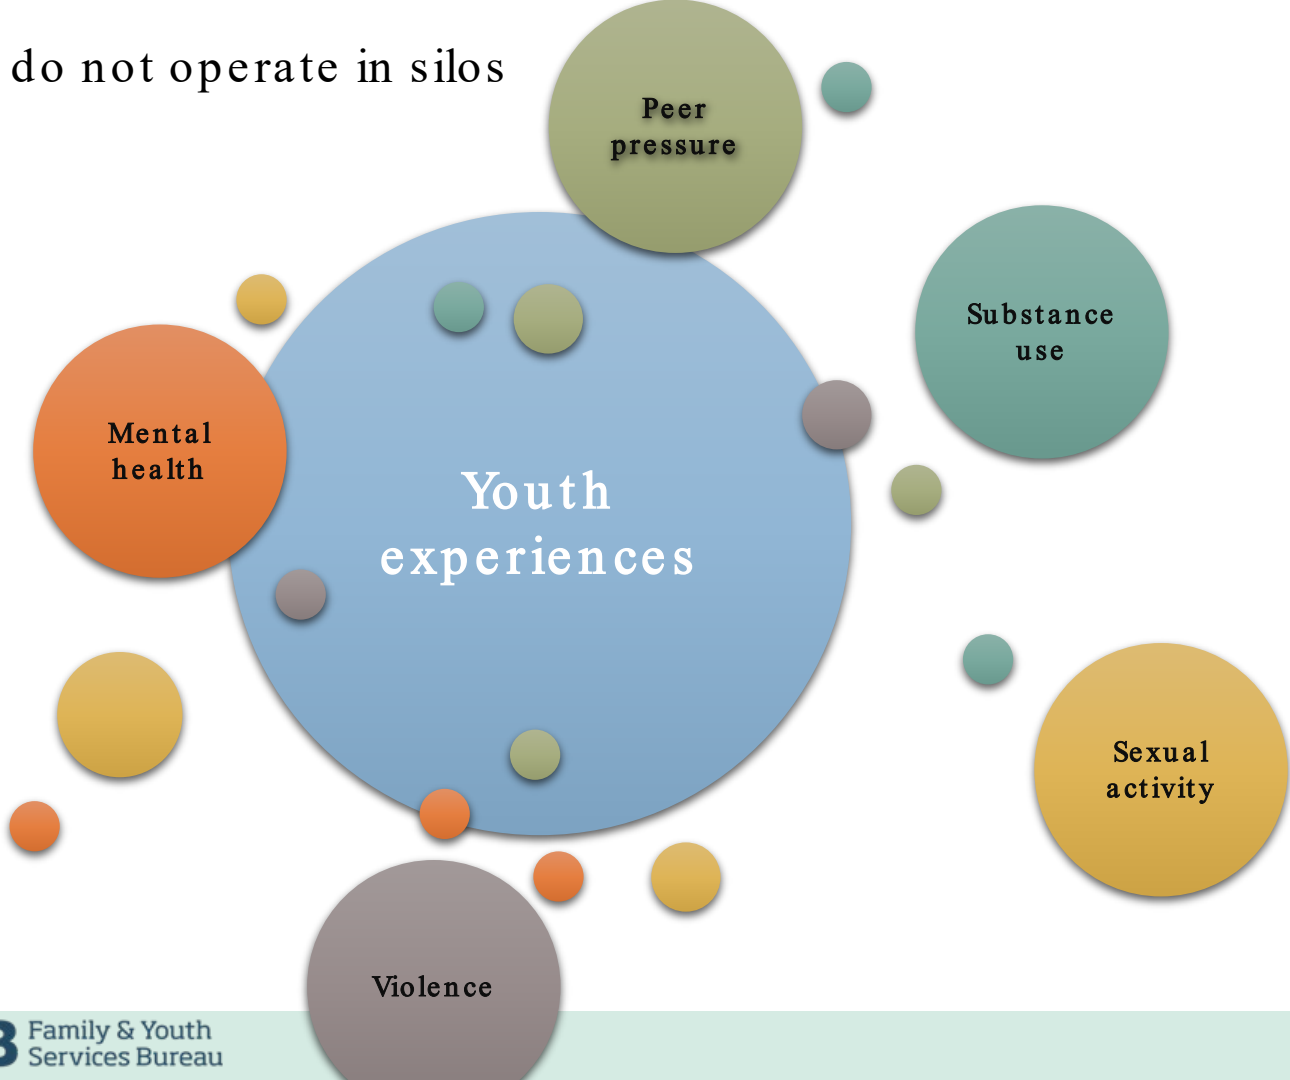 do not operate in silos
Peer
pressure
Substance
use
Mental
health
Youth
experiences
Sexual
activity
Violence
Family & Youth
Services Bureau